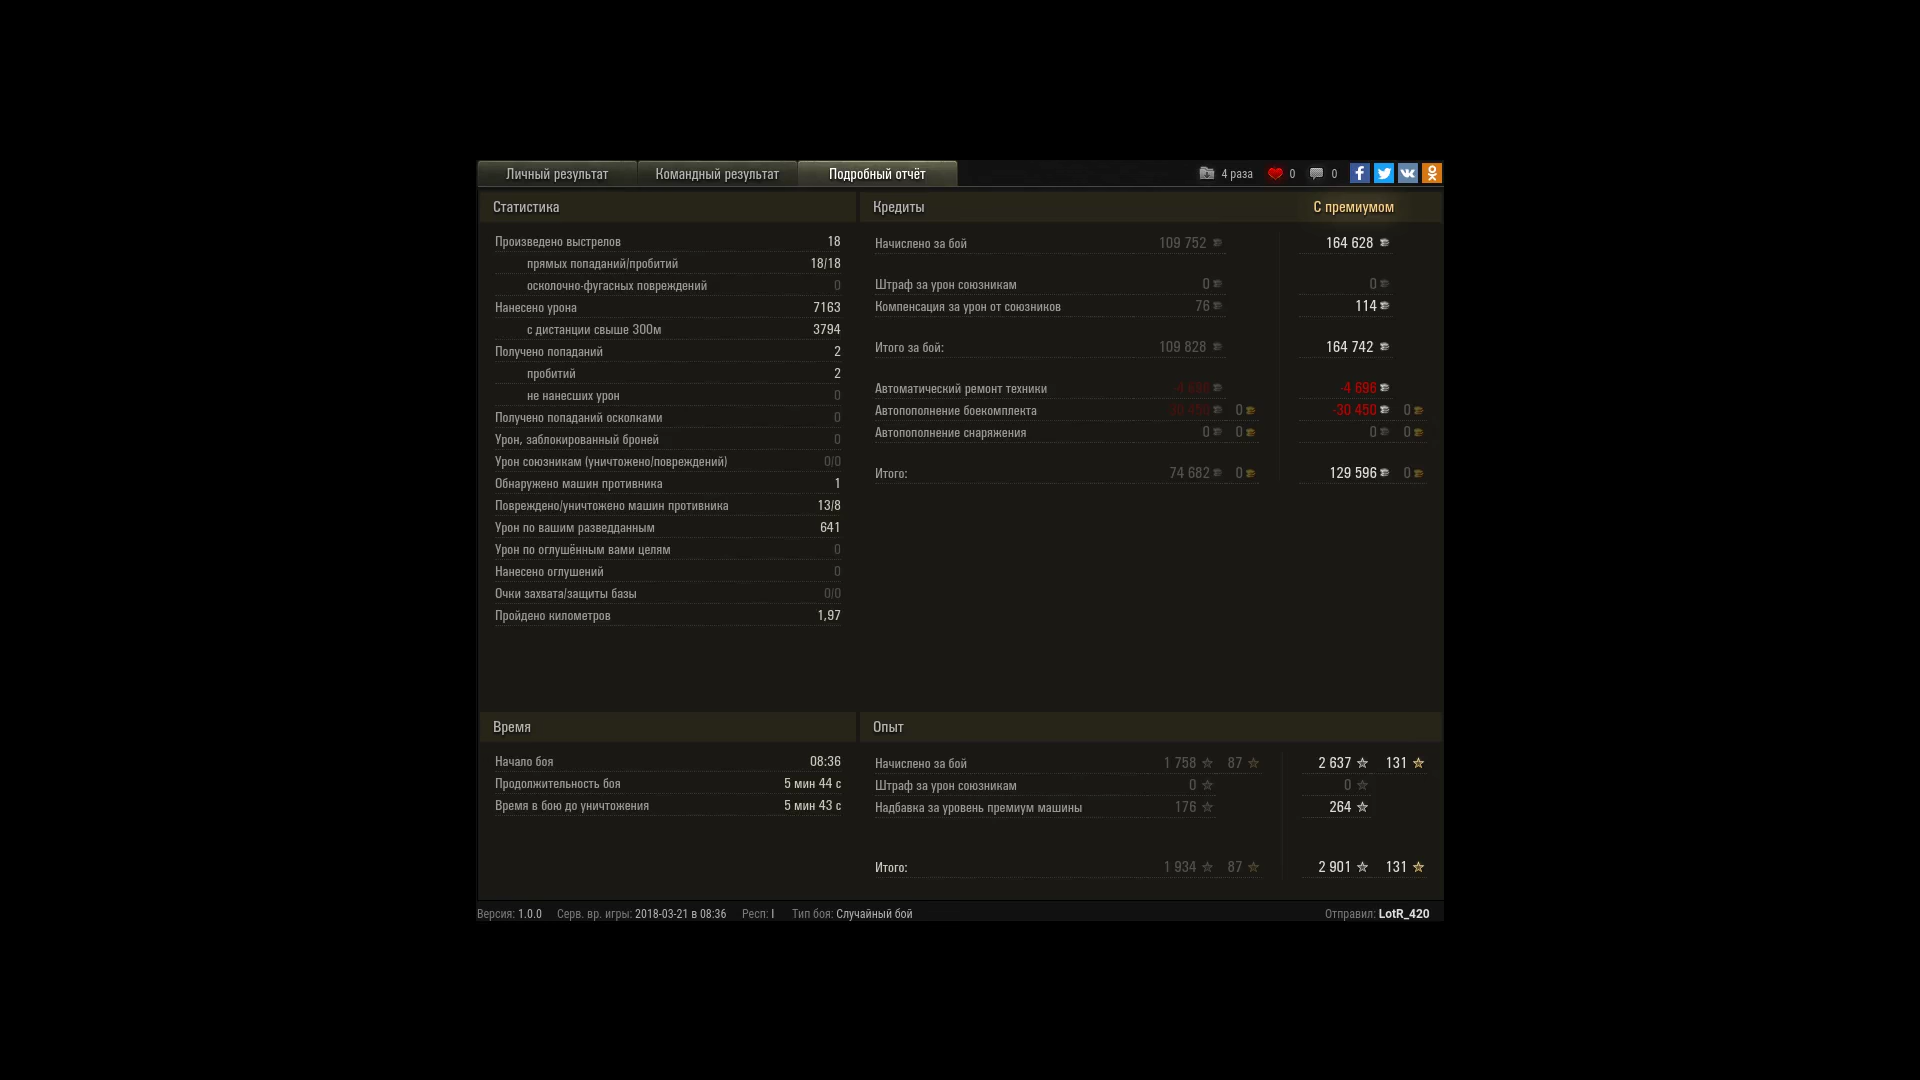 Личный результат Командный результат Подробный отчёт 4 раза 0 0
Статистика
Произведено выстрелов 18
прямых попаданий/пробитий 18/18
осколочно-фугасных повреждений 0
Нанесено урона 7163
с дистанции свыше 300м 3794
Получено попаданий 2
пробитий 2
не нанесших урон 0
Получено попаданий осколками 0
Урон, заблокированный броней 0
Урон союзникам (уничтожено/повреждений) 0/0
Обнаружено машин противника 1
Повреждено/уничтожено машин противника 13/8
Урон по вашим разведданным 641
Урон по оглушённым вами целям 0
Нанесено оглушений 0
Очки захвата/защиты базы 0/0
Пройдено километров 1,97
Кредиты С премиумом
Начислено за бой 109 752 164 628
Штраф за урон союзникам 0 0
Компенсация за урон от союзников 76 114
Итого за бой: 109 828 164 742
Автоматический ремонт техники -4 696 -4 696
Автопополнение боекомплекта -30 450 0 -30 450 0
Автопополнение снаряжения 0 0 0 0
Итого: 74 682 0 129 596 0
Время
Начало боя 08:36
Продолжительность боя 5 мин 44 с
Время в бою до уничтожения 5 мин 43 с
Опыт
Начислено за бой 1 758 87 2 637 131
Штраф за урон союзникам 0 0
Надбавка за уровень премиум машины 176 264
Итого: 1 934 87 2 901 131
Версия: 1.0.0 Серв. вр. игры: 2018-03-21 в 08:36 Респ: I Тип боя: Случайный бой Отправил: LotR_420